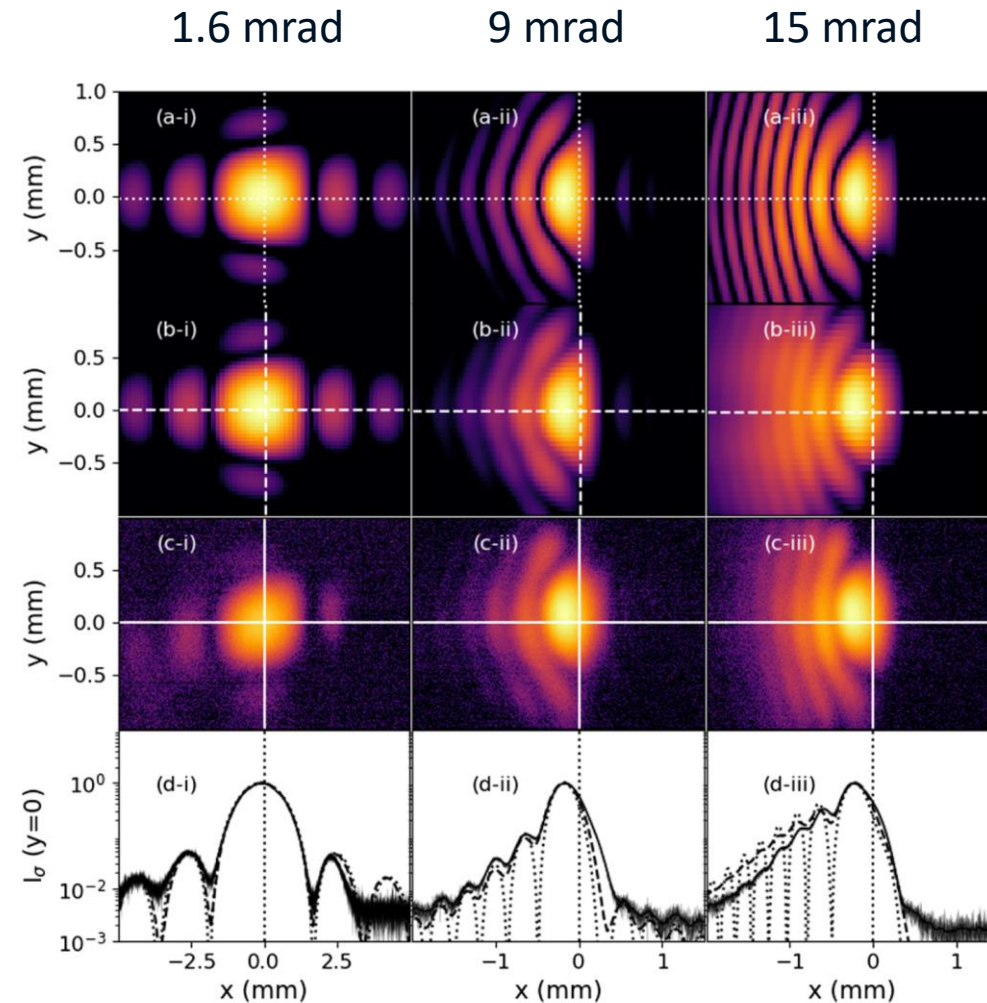 1.6 mrad 9 mrad 15 mrad
1.0
(a-i) (a-ii) (a-iii)
0.5
y (mm)
0.0
−0.5
(b-i) (b-ii) (b-iii)
0.5
y (mm)
0.0
−0.5
(c-i) (c-ii) (c-iii)
0.5
y (mm)
0.0
−0.5
(d-i) (d-ii) (d-iii)
10⁰
Iσ (y=0)
10⁻²
10⁻³
−2.5 0.0 2.5 −1 0 1 −1 0 1
x (mm) x (mm) x (mm)